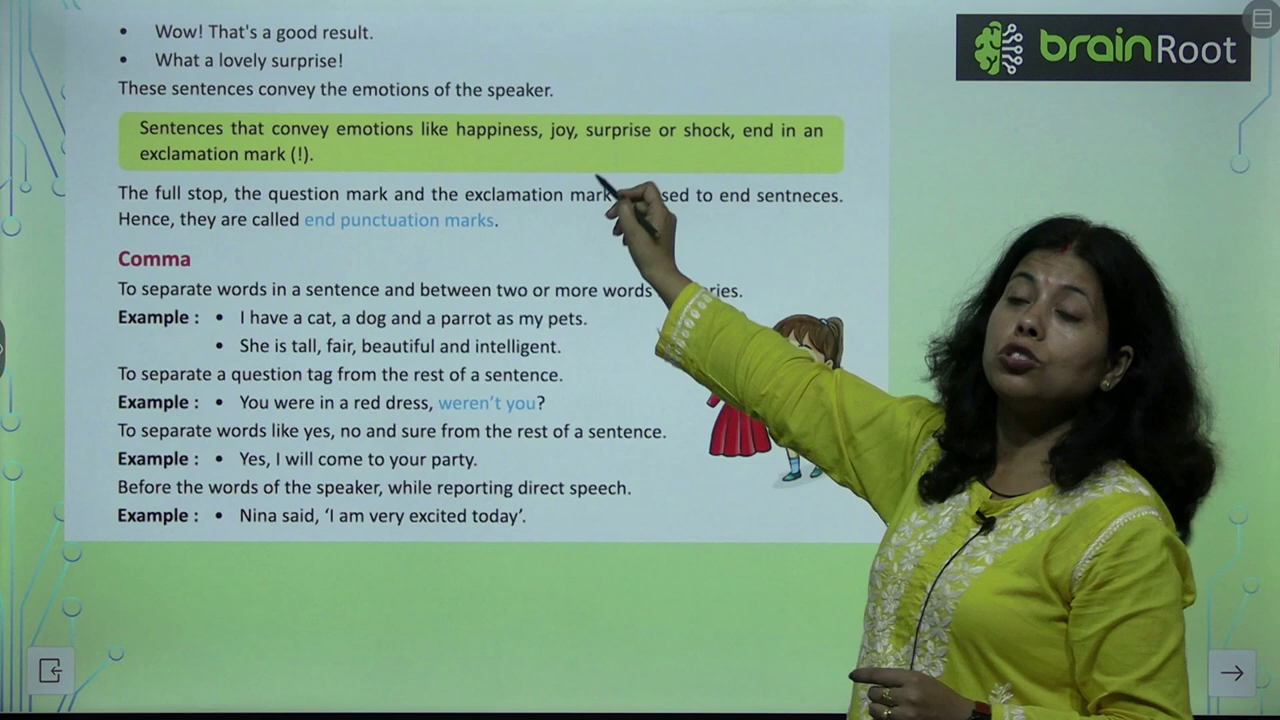 • Wow! That's a good result.
• What a lovely surprise!
These sentences convey the emotions of the speaker.
Sentences that convey emotions like happiness, joy, surprise or shock, end in an
exclamation mark (!).
The full stop, the question mark and the exclamation mark to end sentneces.
Hence, they are called end punctuation marks.
Comma
To separate words in a sentence and between two or more words
Example : • I have a cat, a dog and a parrot as my pets.
• She is tall, fair, beautiful and intelligent.
To separate a question tag from the rest of a sentence.
Example : • You were in a red dress, weren't you?
To separate words like yes, no and sure from the rest of a sentence.
Example : • Yes, I will come to your party.
Before the words of the speaker, while reporting direct speech.
Example : • Nina said, ‘I am very excited today’.
brainRoot